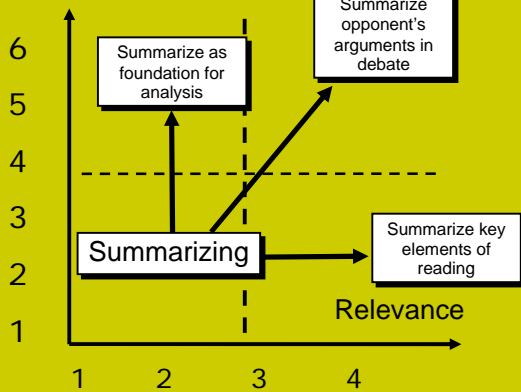 Summarize
opponent's
arguments in
debate
6
Summarize as
foundation for
analysis
5
4
3
Summarizing
Summarize key
elements of
reading
2
Relevance
1
1 2 3 4